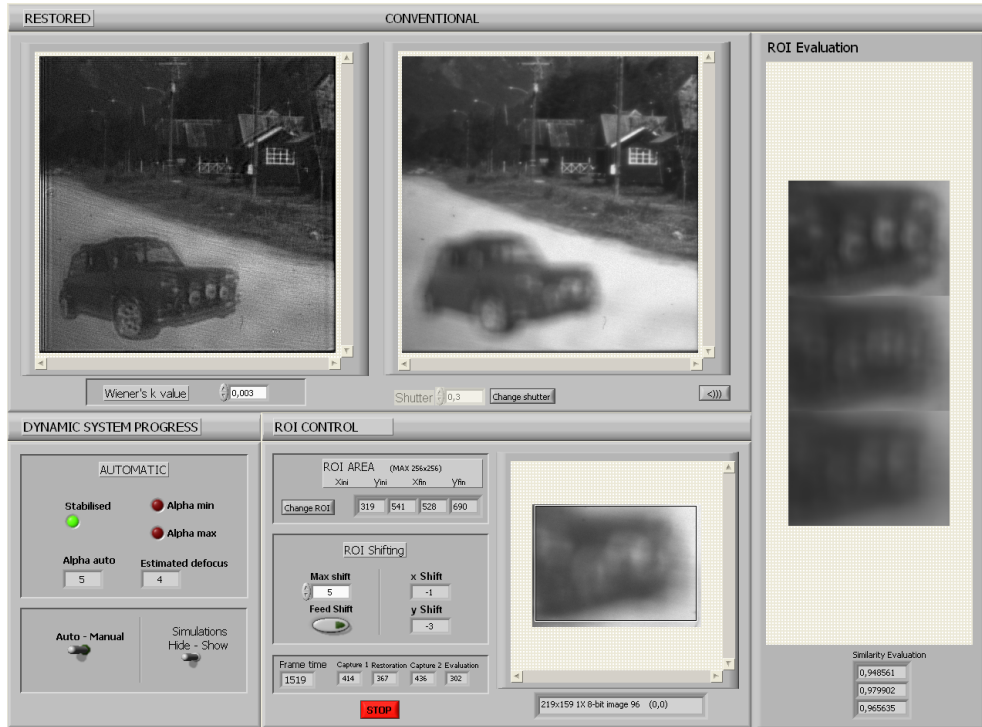 RESTORED
CONVENTIONAL
ROI Evaluation
Wiener's k value
0,003
Shutter
0,3
Change shutter
<)))
DYNAMIC SYSTEM PROGRESS
AUTOMATIC
Stabilised
Alpha min
Alpha max
Alpha auto
Estimated defocus
5
4
Auto - Manual
Simulations
Hide - Show
ROI CONTROL
ROI AREA (MAX 256x256)
Xini Yini Xfin Yfin
Change ROI
319 541 528 690
ROI Shifting
Max shift
5
Feed Shift
x Shift
-1
y Shift
-3
Frame time Capture 1 Restoration Capture 2 Evaluation
1519 414 367 436 302
STOP
219x159 1X 8-bit image 96 (0,0)
Similarity Evaluation
0,948561
0,979902
0,965635